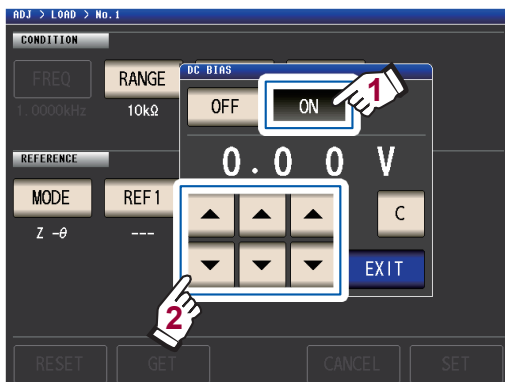 ADJ > LOAD > No.1
CONDITION
FREQ
RANGE
1.0000kHz
10kΩ
DC BIAS
OFF
ON
1
0.00 V
REFERENCE
MODE
REF1
Z -θ
---
C
EXIT
2
RESET
GET
CANCEL
SET